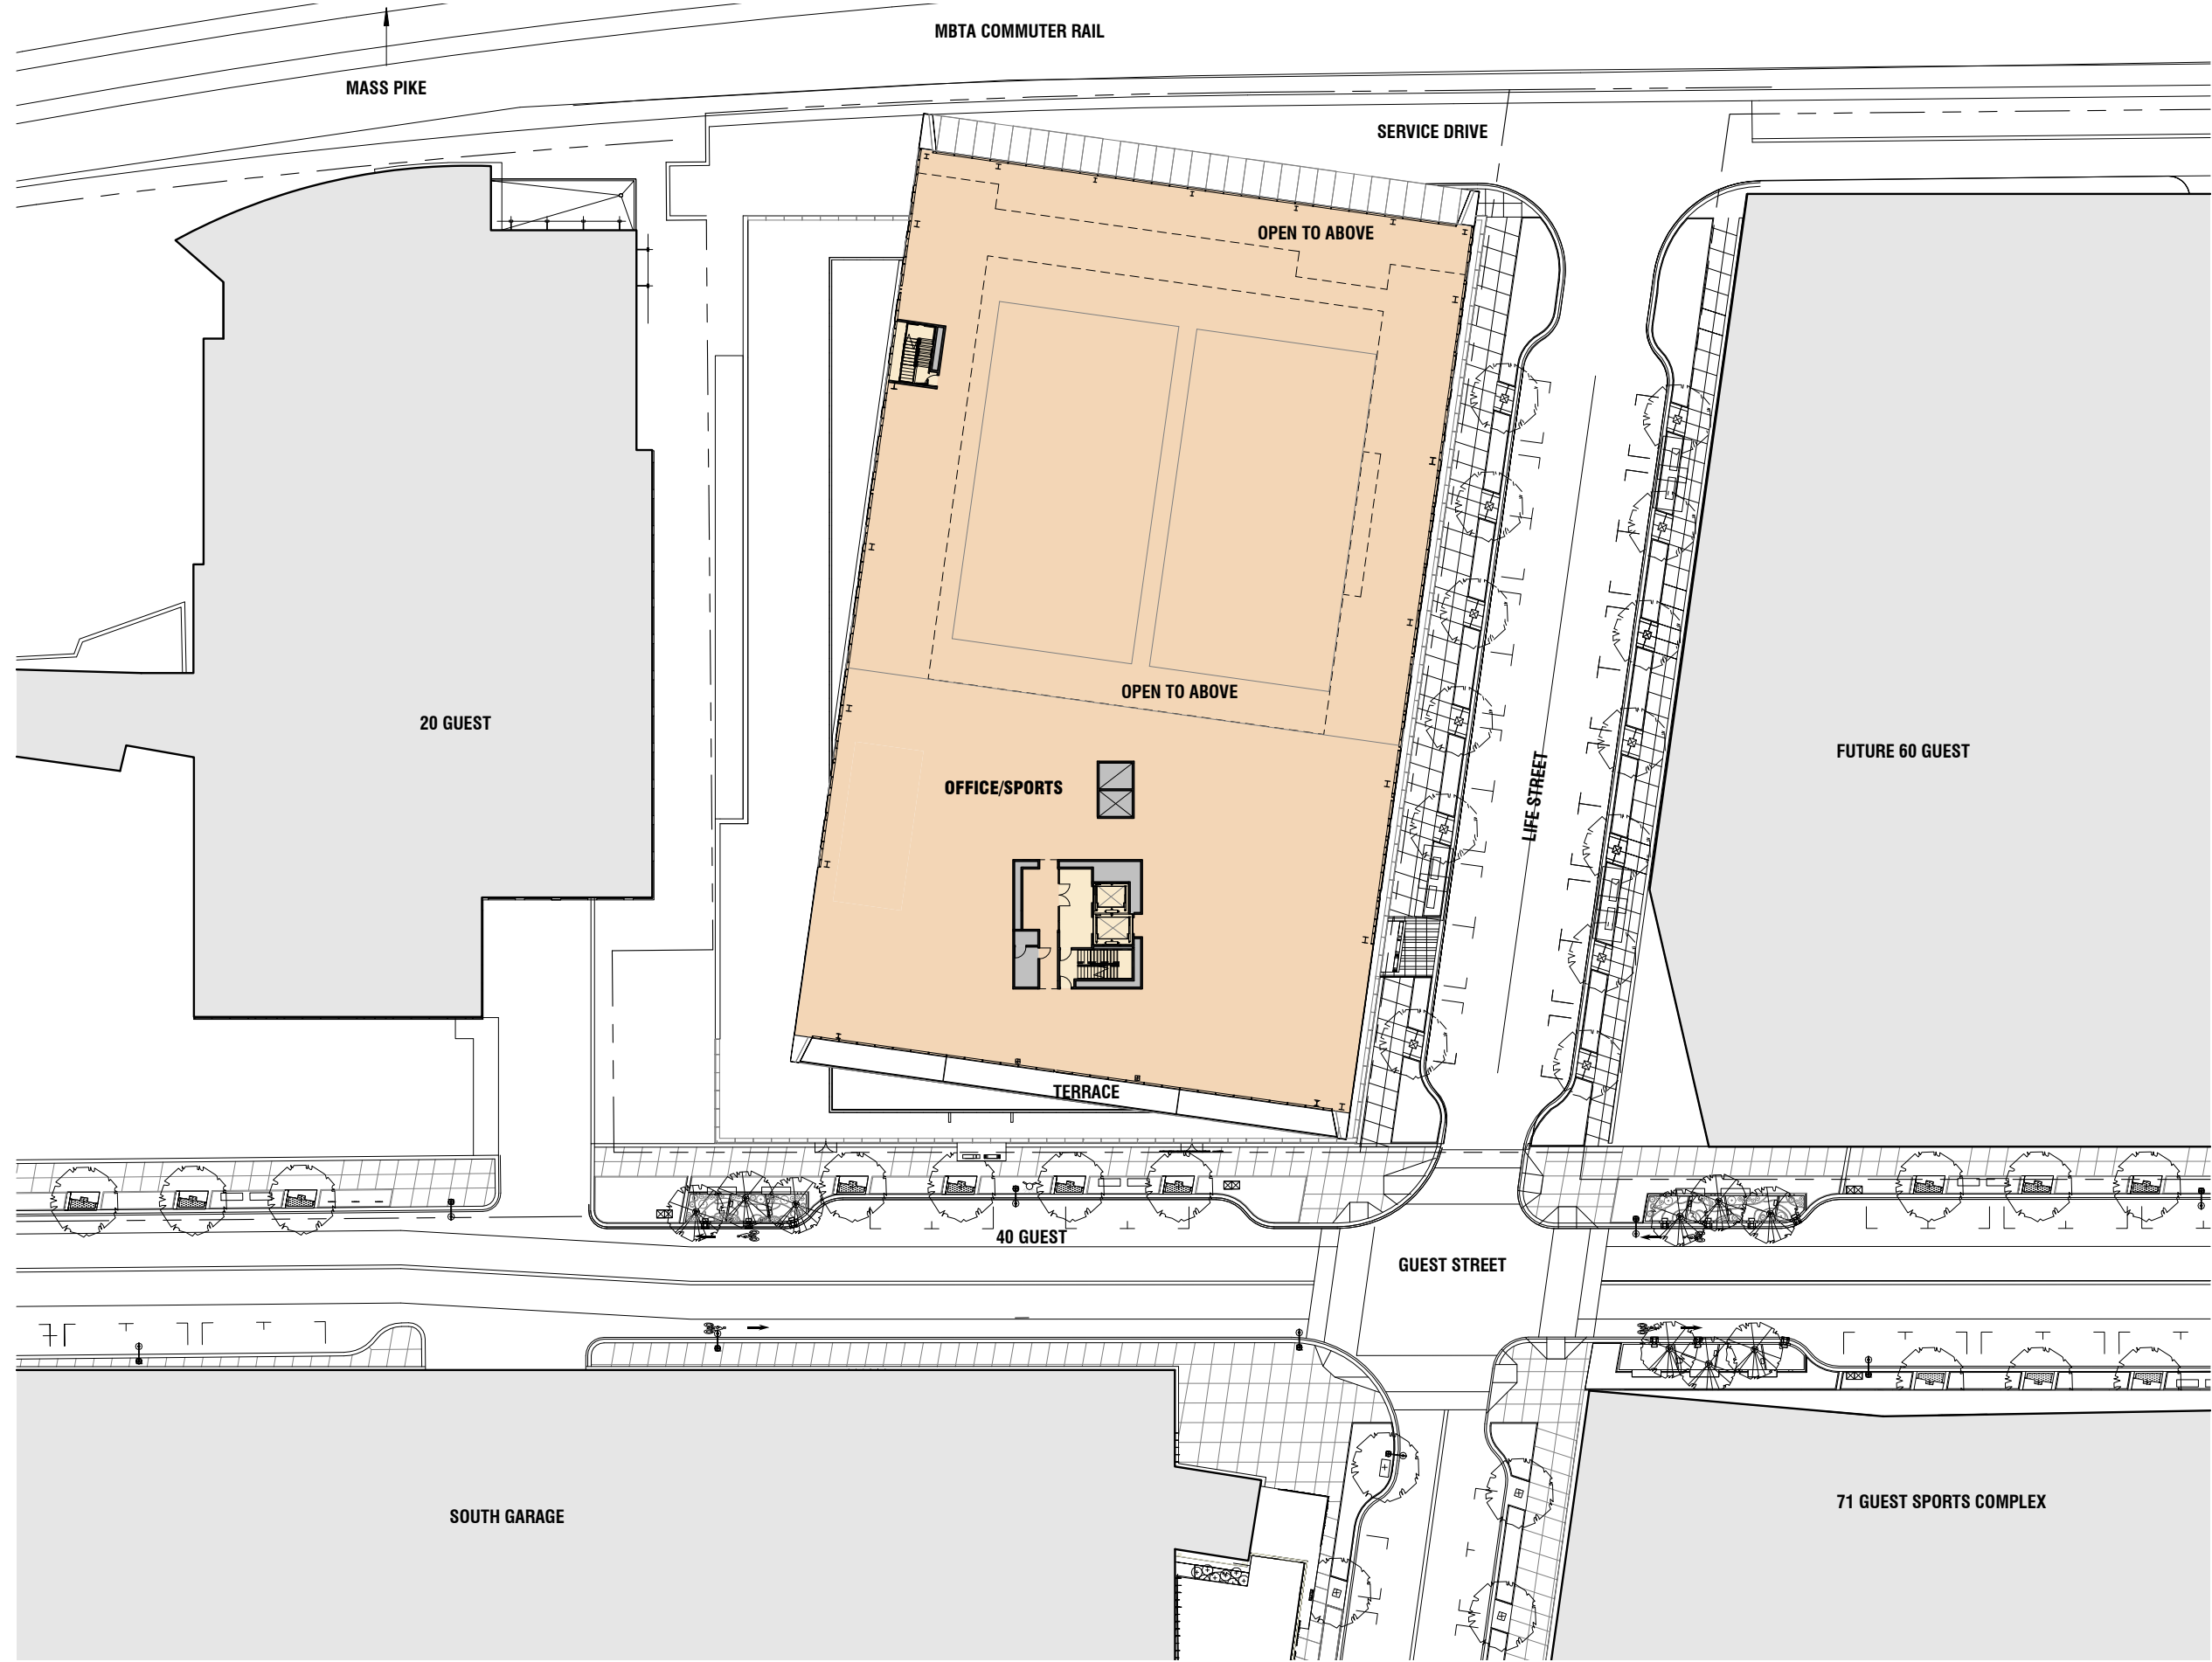 MBTA COMMUTER RAIL
MASS PIKE
SERVICE DRIVE
OPEN TO ABOVE
OPEN TO ABOVE
20 GUEST
FUTURE 60 GUEST
OFFICE/SPORTS
LIFE STREET
TERRACE
40 GUEST
GUEST STREET
71 GUEST SPORTS COMPLEX
SOUTH GARAGE